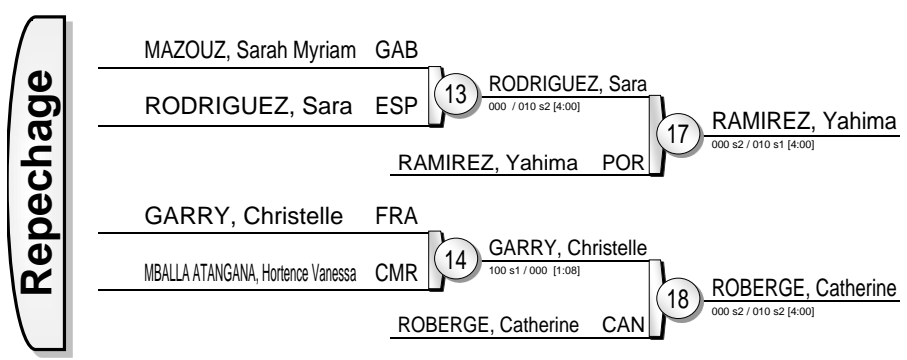 Repechage
MAZOUZ, Sarah Myriam GAB
RODRIGUEZ, Sara ESP
13
RODRIGUEZ, Sara
000 / 010 s2 [4:00]
RAMIREZ, Yahima POR
17
RAMIREZ, Yahima
000 s2 / 010 s1 [4:00]
GARRY, Christelle FRA
MBALLA ATANGANA, Hortence Vanessa CMR
14
GARRY, Christelle
100 s1 / 000 [1:08]
ROBERGE, Catherine CAN
18
ROBERGE, Catherine
000 s2 / 010 s2 [4:00]